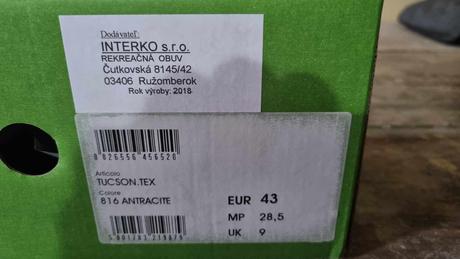 Dodávateľ:
INTERKO s.r.o.
REKREAČNÁ OBUV
Čutkovská 8145/42
03406 Ružomberok
Rok výroby: 2018
8 026556 456520
Articolo
TUCSON.TEX
Colore
816 ANTRACITE
EUR 43
MP 28,5
UK 9